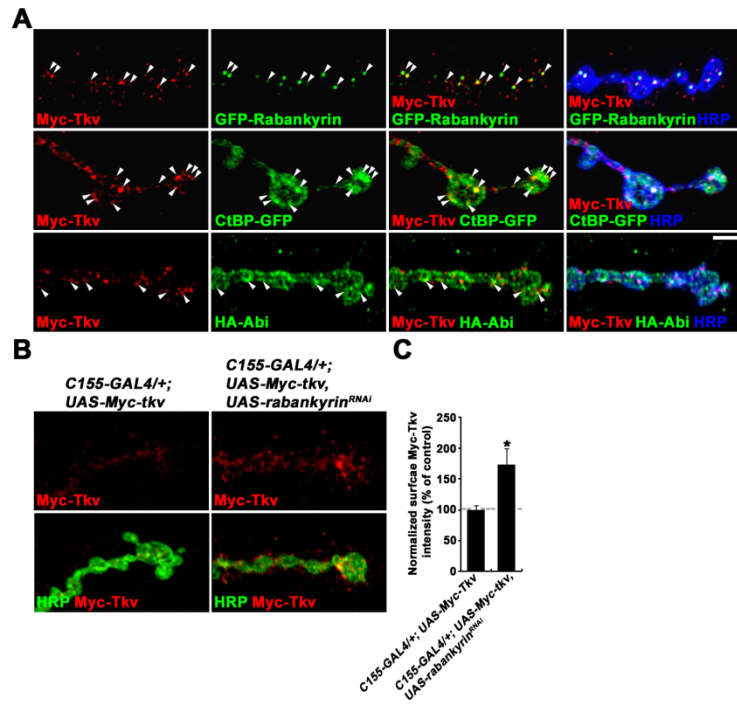 A
Myc-Tkv
GFP-Rabankyrin
Myc-Tkv
GFP-Rabankyrin
Myc-Tkv
GFP-Rabankyrin HRP
Myc-Tkv
CtBP-GFP
Myc-Tkv CtBP-GFP
Myc-Tkv
CtBP-GFP HRP
Myc-Tkv
HA-Abi
Myc-Tkv HA-Abi
Myc-Tkv HA-Abi HRP
B
C155-GAL4/+;
UAS-Myc-tkv
C155-GAL4/+;
UAS-Myc-tkv,
UAS-rabankyrinRNAi
Myc-Tkv
Myc-Tkv
HRP Myc-Tkv
HRP Myc-Tkv
C
Normalized surfcae Myc-Tkv
intensity (% of control)
250
200
150
100
50
0
*
C155-GAL4/+; UAS-Myc-Tkv
C155-GAL4/+; UAS-Myc-tkv,
UAS-rabankyrinRNAi